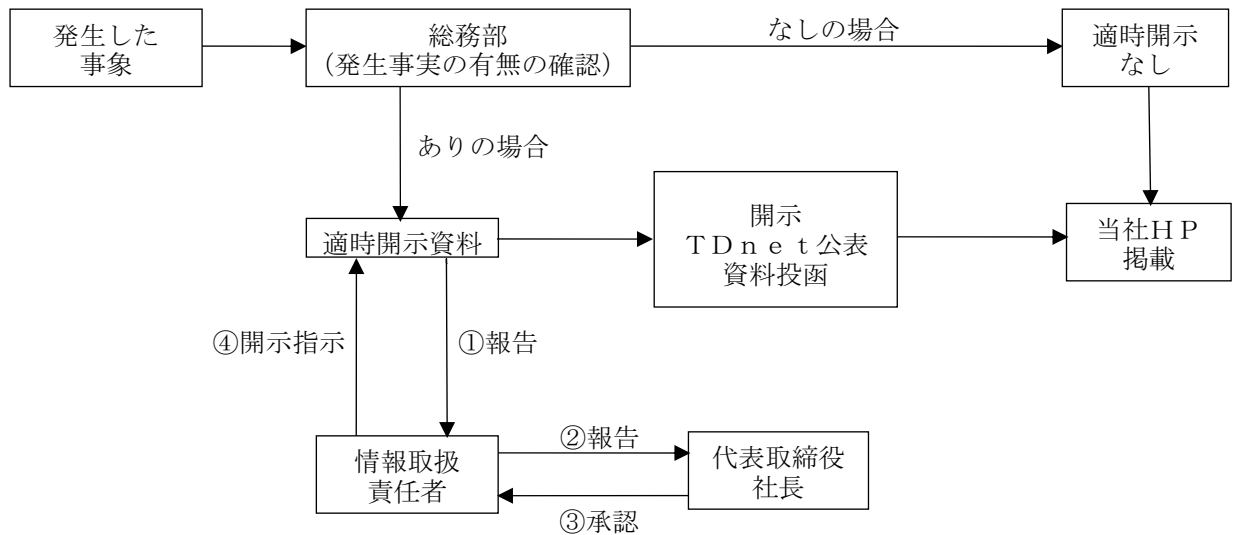 発生した
事象
総務部
（発生事実の有無の確認）
なしの場合
適時開示
なし
ありの場合
適時開示資料
開示
ＴＤｎｅｔ公表
資料投函
当社ＨＰ
掲載
④開示指示
①報告
情報取扱
責任者
②報告
③承認
代表取締役
社長